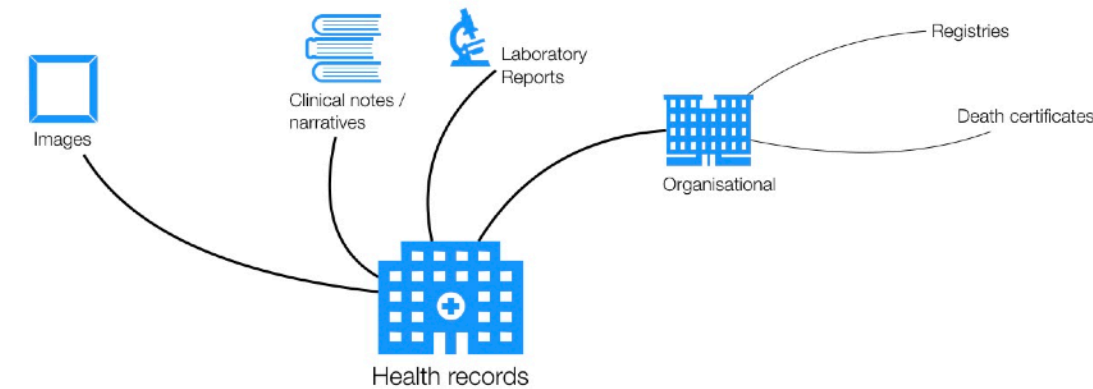 Images
Clinical notes /
narratives
Laboratory
Reports
Registries
Death certificates
Organisational
Health records